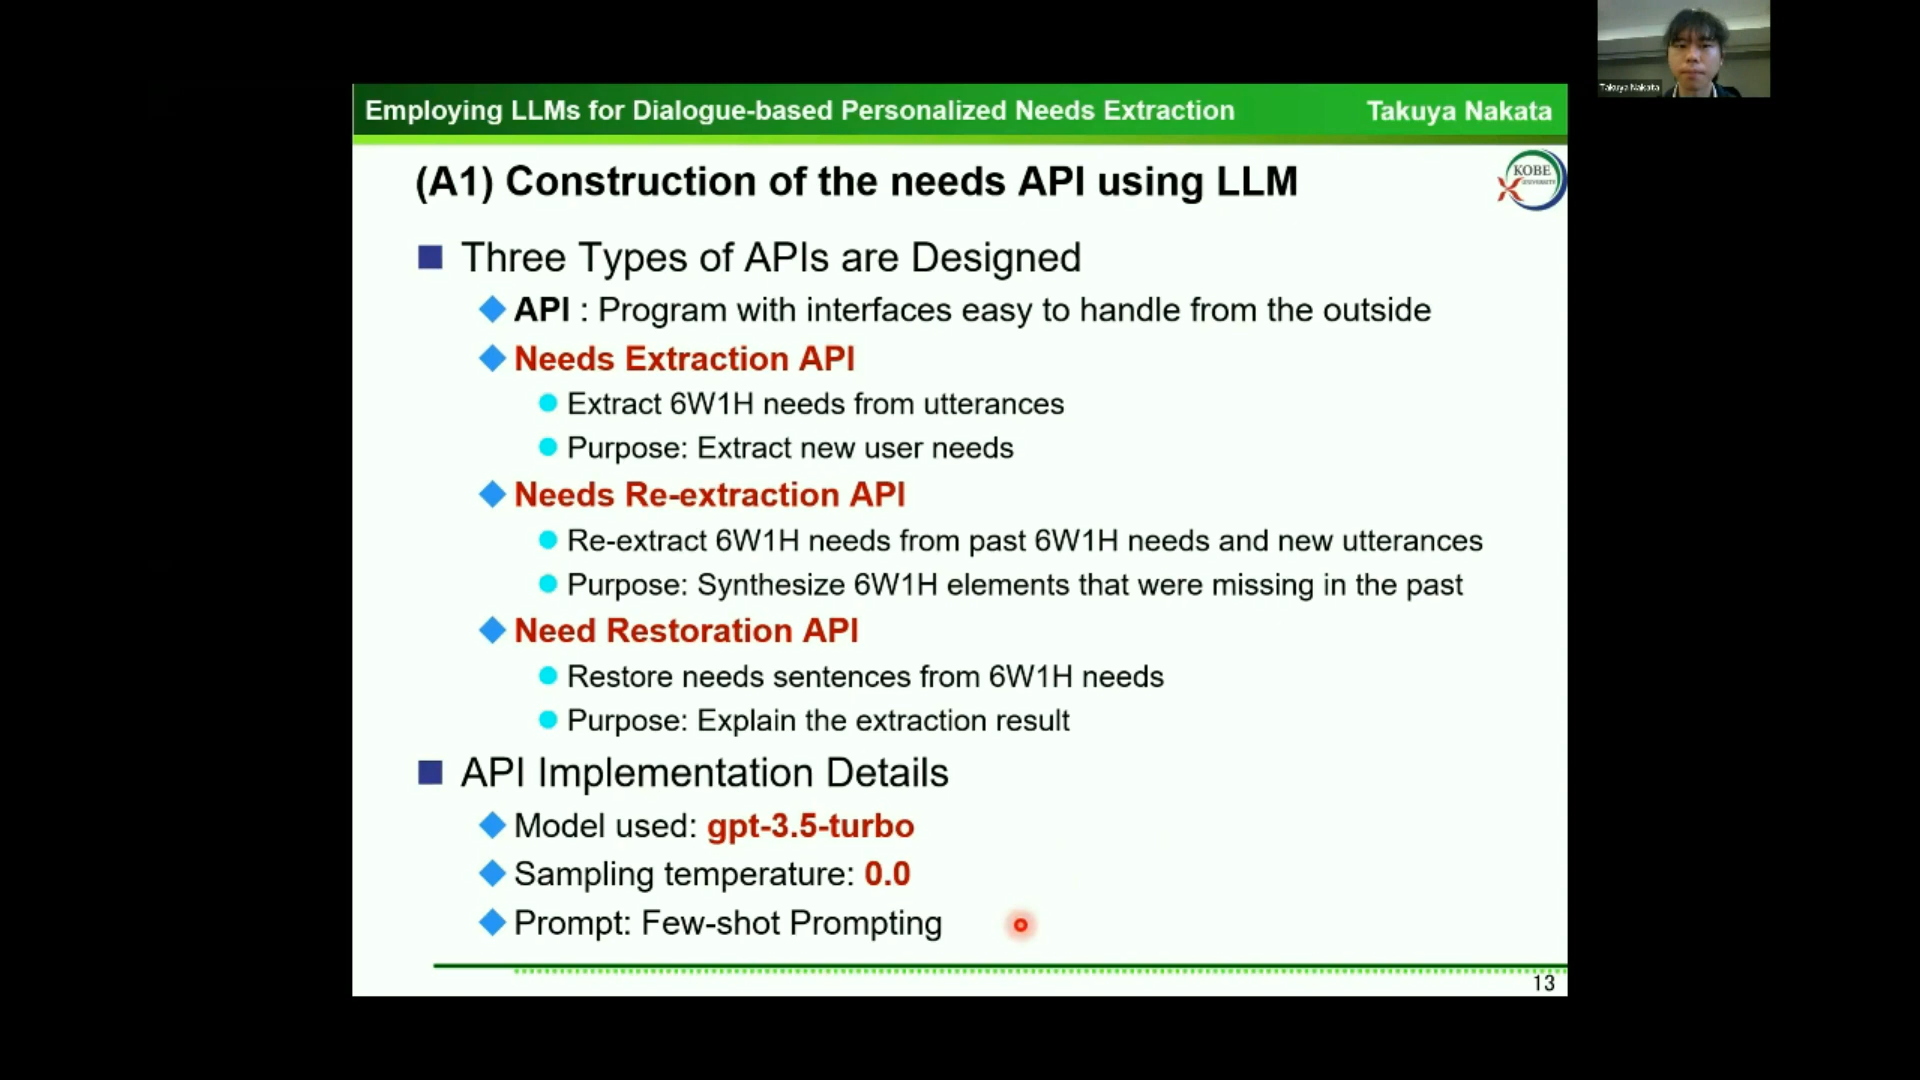 Takuya Nakata
Employing LLMs for Dialogue-based Personalized Needs Extraction
Takuya Nakata
(A1) Construction of the needs API using LLM
KOBE
UNIVERSITY
Three Types of APIs are Designed
API : Program with interfaces easy to handle from the outside
Needs Extraction API
Extract 6W1H needs from utterances
Purpose: Extract new user needs
Needs Re-extraction API
Re-extract 6W1H needs from past 6W1H needs and new utterances
Purpose: Synthesize 6W1H elements that were missing in the past
Need Restoration API
Restore needs sentences from 6W1H needs
Purpose: Explain the extraction result
API Implementation Details
Model used: gpt-3.5-turbo
Sampling temperature: 0.0
Prompt: Few-shot Prompting
13